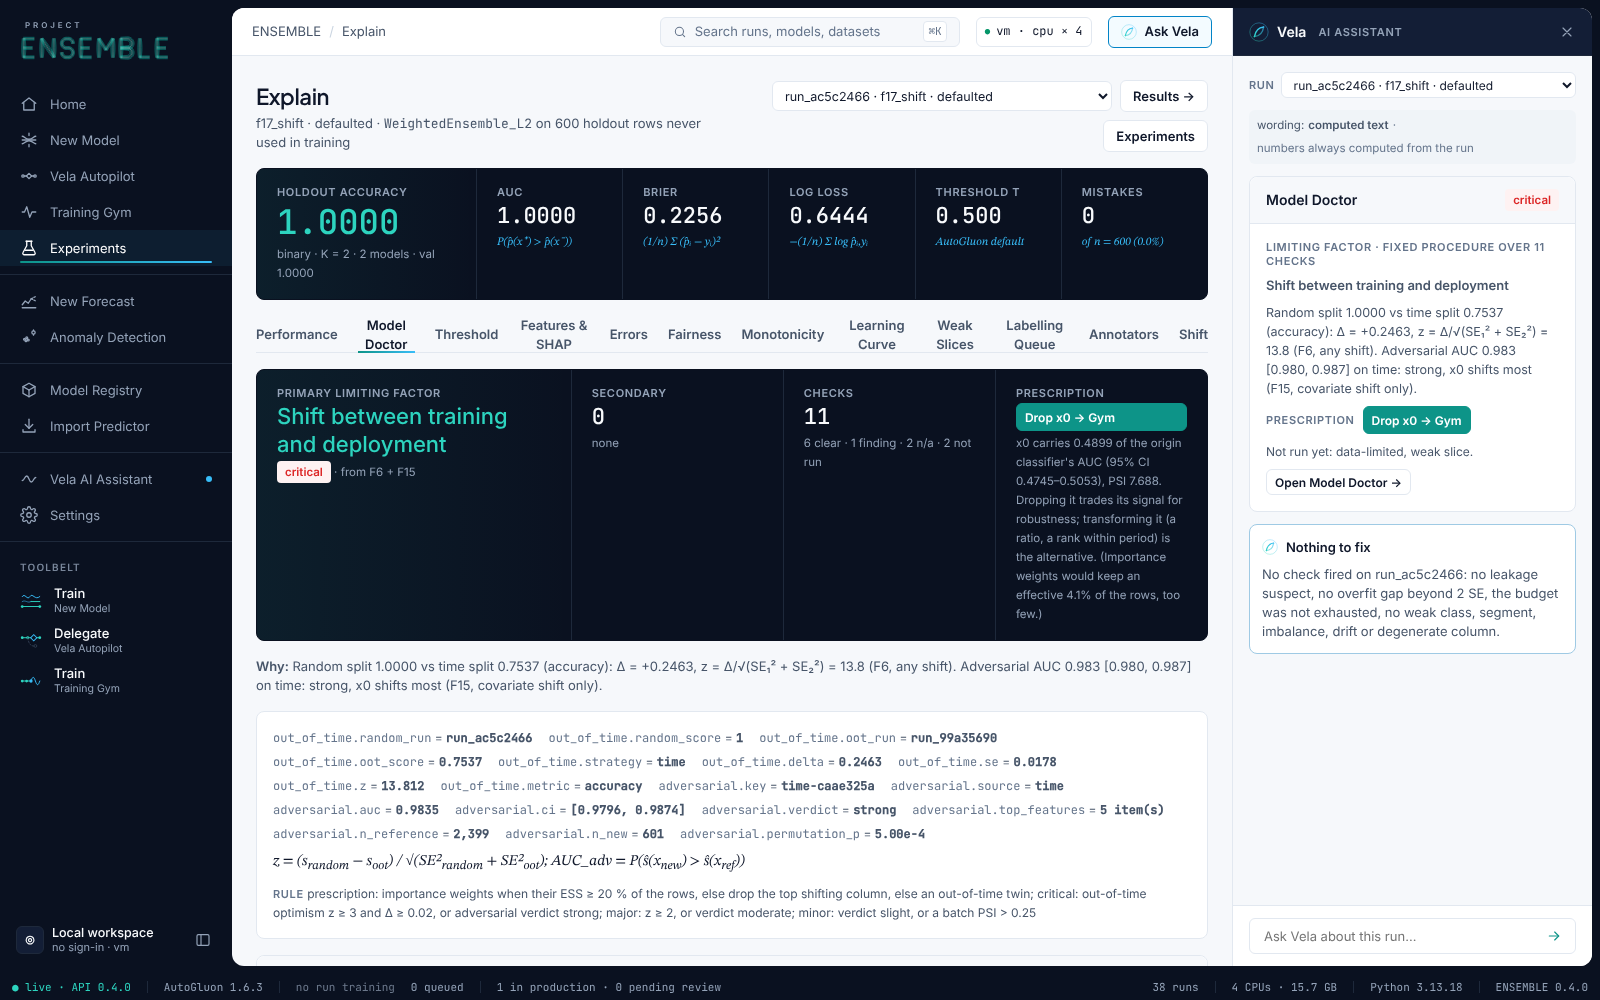 PROJECT
ENSEMBLE
Home
New Model
Vela Autopilot
Training Gym
Experiments
New Forecast
Anomaly Detection
Model Registry
Import Predictor
Vela AI Assistant
Settings
TOOLBELT
Train
New Model
Delegate
Vela Autopilot
Train
Training Gym
Local workspace
no sign-in · vm
ENSEMBLE / Explain
Search runs, models, datasets ⌘K
vm · cpu × 4
Ask Vela
Explain
f17_shift · defaulted · WeightedEnsemble_L2 on 600 holdout rows never
used in training
run_ac5c2466 · f17_shift · defaulted
Results →
Experiments
HOLDOUT ACCURACY
1.0000
binary · K = 2 · 2 models · val
1.0000
AUC
1.0000
P(p̂(x⁺) > p̂(x⁻))
BRIER
0.2256
(1/n) Σ (p̂ᵢ − yᵢ)²
LOG LOSS
0.6444
−(1/n) Σ log p̂ᵢ,yᵢ
THRESHOLD T
0.500
AutoGluon default
MISTAKES
0
of n = 600 (0.0%)
Performance
Model
Doctor
Threshold
Features &
SHAP
Errors
Fairness
Monotonicity
Learning
Curve
Weak
Slices
Labelling
Queue
Annotators
Shift
PRIMARY LIMITING FACTOR
Shift between training
and deployment
critical · from F6 + F15
SECONDARY
0
none
CHECKS
11
6 clear · 1 finding · 2 n/a · 2 not
run
PRESCRIPTION
Drop x0 → Gym
x0 carries 0.4899 of the origin
classifier's AUC (95% CI
0.4745–0.5053), PSI 7.688.
Dropping it trades its signal for
robustness; transforming it (a
ratio, a rank within period) is
the alternative. (Importance
weights would keep an
effective 4.1% of the rows, too
few.)
Why: Random split 1.0000 vs time split 0.7537 (accuracy): Δ = +0.2463, z = Δ/√(SE₁² + SE₂²) = 13.8 (F6, any shift). Adversarial AUC 0.983 [0.980, 0.987]
on time: strong, x0 shifts most (F15, covariate shift only).
out_of_time.random_run = run_ac5c2466 out_of_time.random_score = 1 out_of_time.oot_run = run_99a35690
out_of_time.oot_score = 0.7537 out_of_time.strategy = time out_of_time.delta = 0.2463 out_of_time.se = 0.0178
out_of_time.z = 13.812 out_of_time.metric = accuracy adversarial.key = time-caae325a adversarial.source = time
adversarial.auc = 0.9835 adversarial.ci = [0.9796, 0.9874] adversarial.verdict = strong adversarial.top_features = 5 item(s)
adversarial.n_reference = 2,399 adversarial.n_new = 601 adversarial.permutation_p = 5.00e-4
z = (s_random − s_oot) / √(SE²_random + SE²_oot); AUC_adv = P(ŝ(x_new) > ŝ(x_ref))
RULE prescription: importance weights when their ESS ≥ 20 % of the rows, else drop the top shifting column, else an out-of-time twin; critical: out-of-time
optimism z ≥ 3 and Δ ≥ 0.02, or adversarial verdict strong; major: z ≥ 2, or verdict moderate; minor: verdict slight, or a batch PSI > 0.25
Vela AI ASSISTANT
RUN run_ac5c2466 · f17_shift · defaulted
wording: computed text ·
numbers always computed from the run
Model Doctor
critical
LIMITING FACTOR · FIXED PROCEDURE OVER 11
CHECKS
Shift between training and deployment
Random split 1.0000 vs time split 0.7537
(accuracy): Δ = +0.2463, z = Δ/√(SE₁² + SE₂²) =
13.8 (F6, any shift). Adversarial AUC 0.983
[0.980, 0.987] on time: strong, x0 shifts most
(F15, covariate shift only).
PRESCRIPTION Drop x0 → Gym
Not run yet: data-limited, weak slice.
Open Model Doctor →
Nothing to fix
No check fired on run_ac5c2466: no leakage
suspect, no overfit gap beyond 2 SE, the budget
was not exhausted, no weak class, segment,
imbalance, drift or degenerate column.
Ask Vela about this run...
live · API 0.4.0
AutoGluon 1.6.3
no run training 0 queued
1 in production · 0 pending review
38 runs
4 CPUs · 15.7 GB
Python 3.13.18
ENSEMBLE 0.4.0